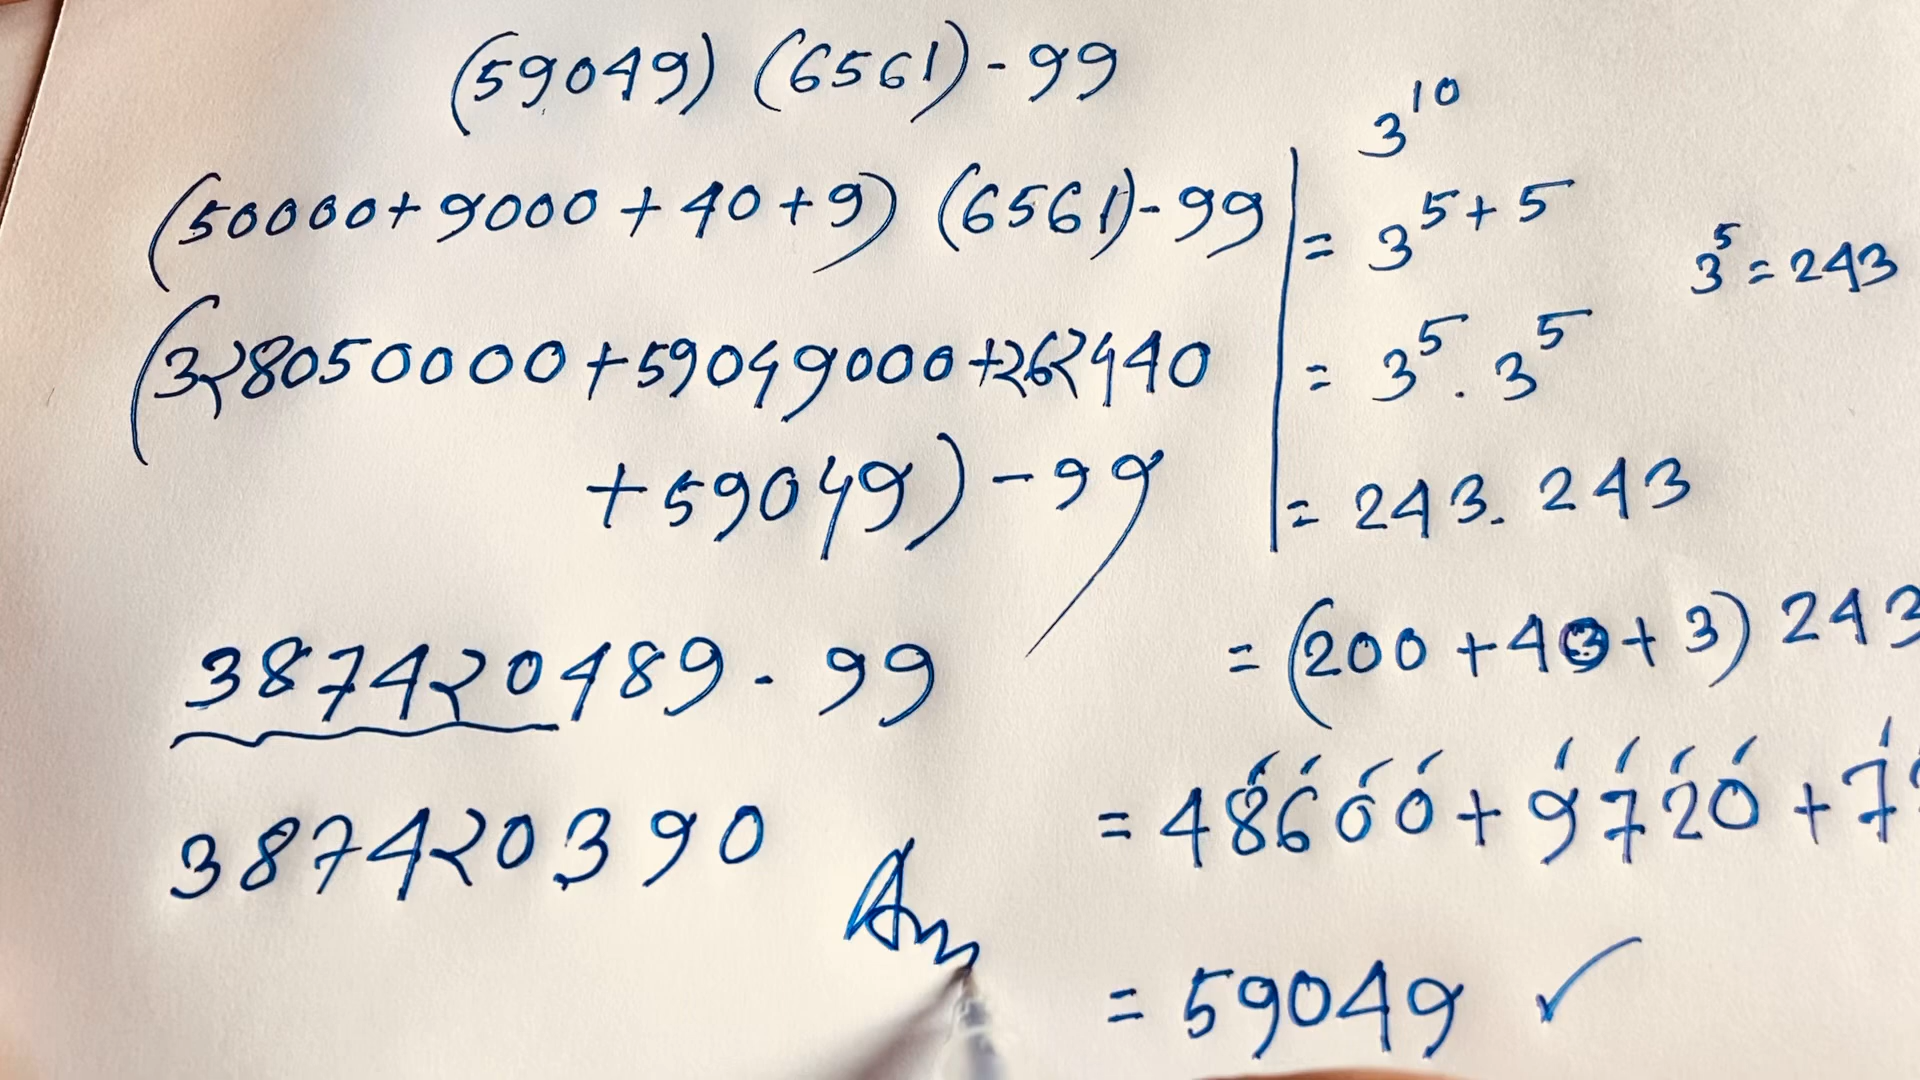 (59049) (6561) - 99
(50000 + 9000 + 40 + 9) (6561) - 99
(328050000 + 59049000 + 262440
+ 59049) - 99
387420489 - 99
387420390
Ans
3^10
= 3^5+5
3^5 = 243
= 3^5 . 3^5
= 243 . 243
= (200 + 40 + 3) 243
= 48600 + 9720 + 7
= 59049 ✓